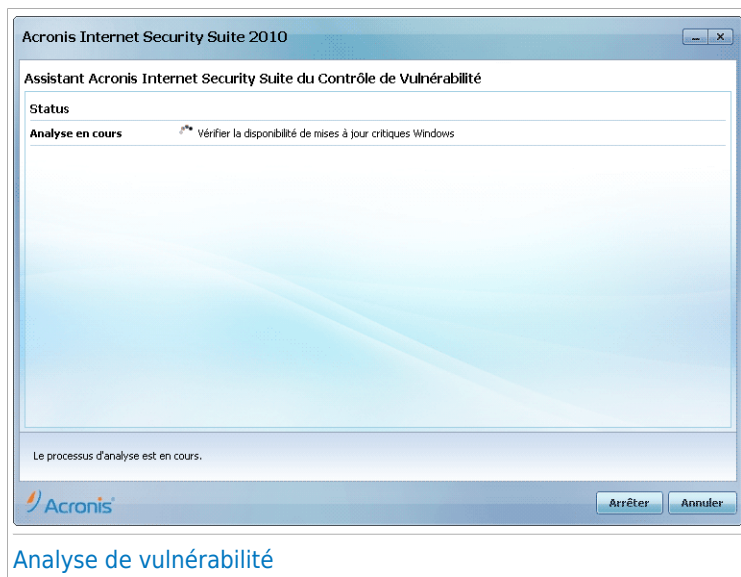 Acronis Internet Security Suite 2010
Assistant Acronis Internet Security Suite du Contrôle de Vulnérabilité
Status
Analyse en cours Vérifier la disponibilité de mises à jour critiques Windows
Le processus d'analyse est en cours.
Acronis
Arrêter Annuler
Analyse de vulnérabilité